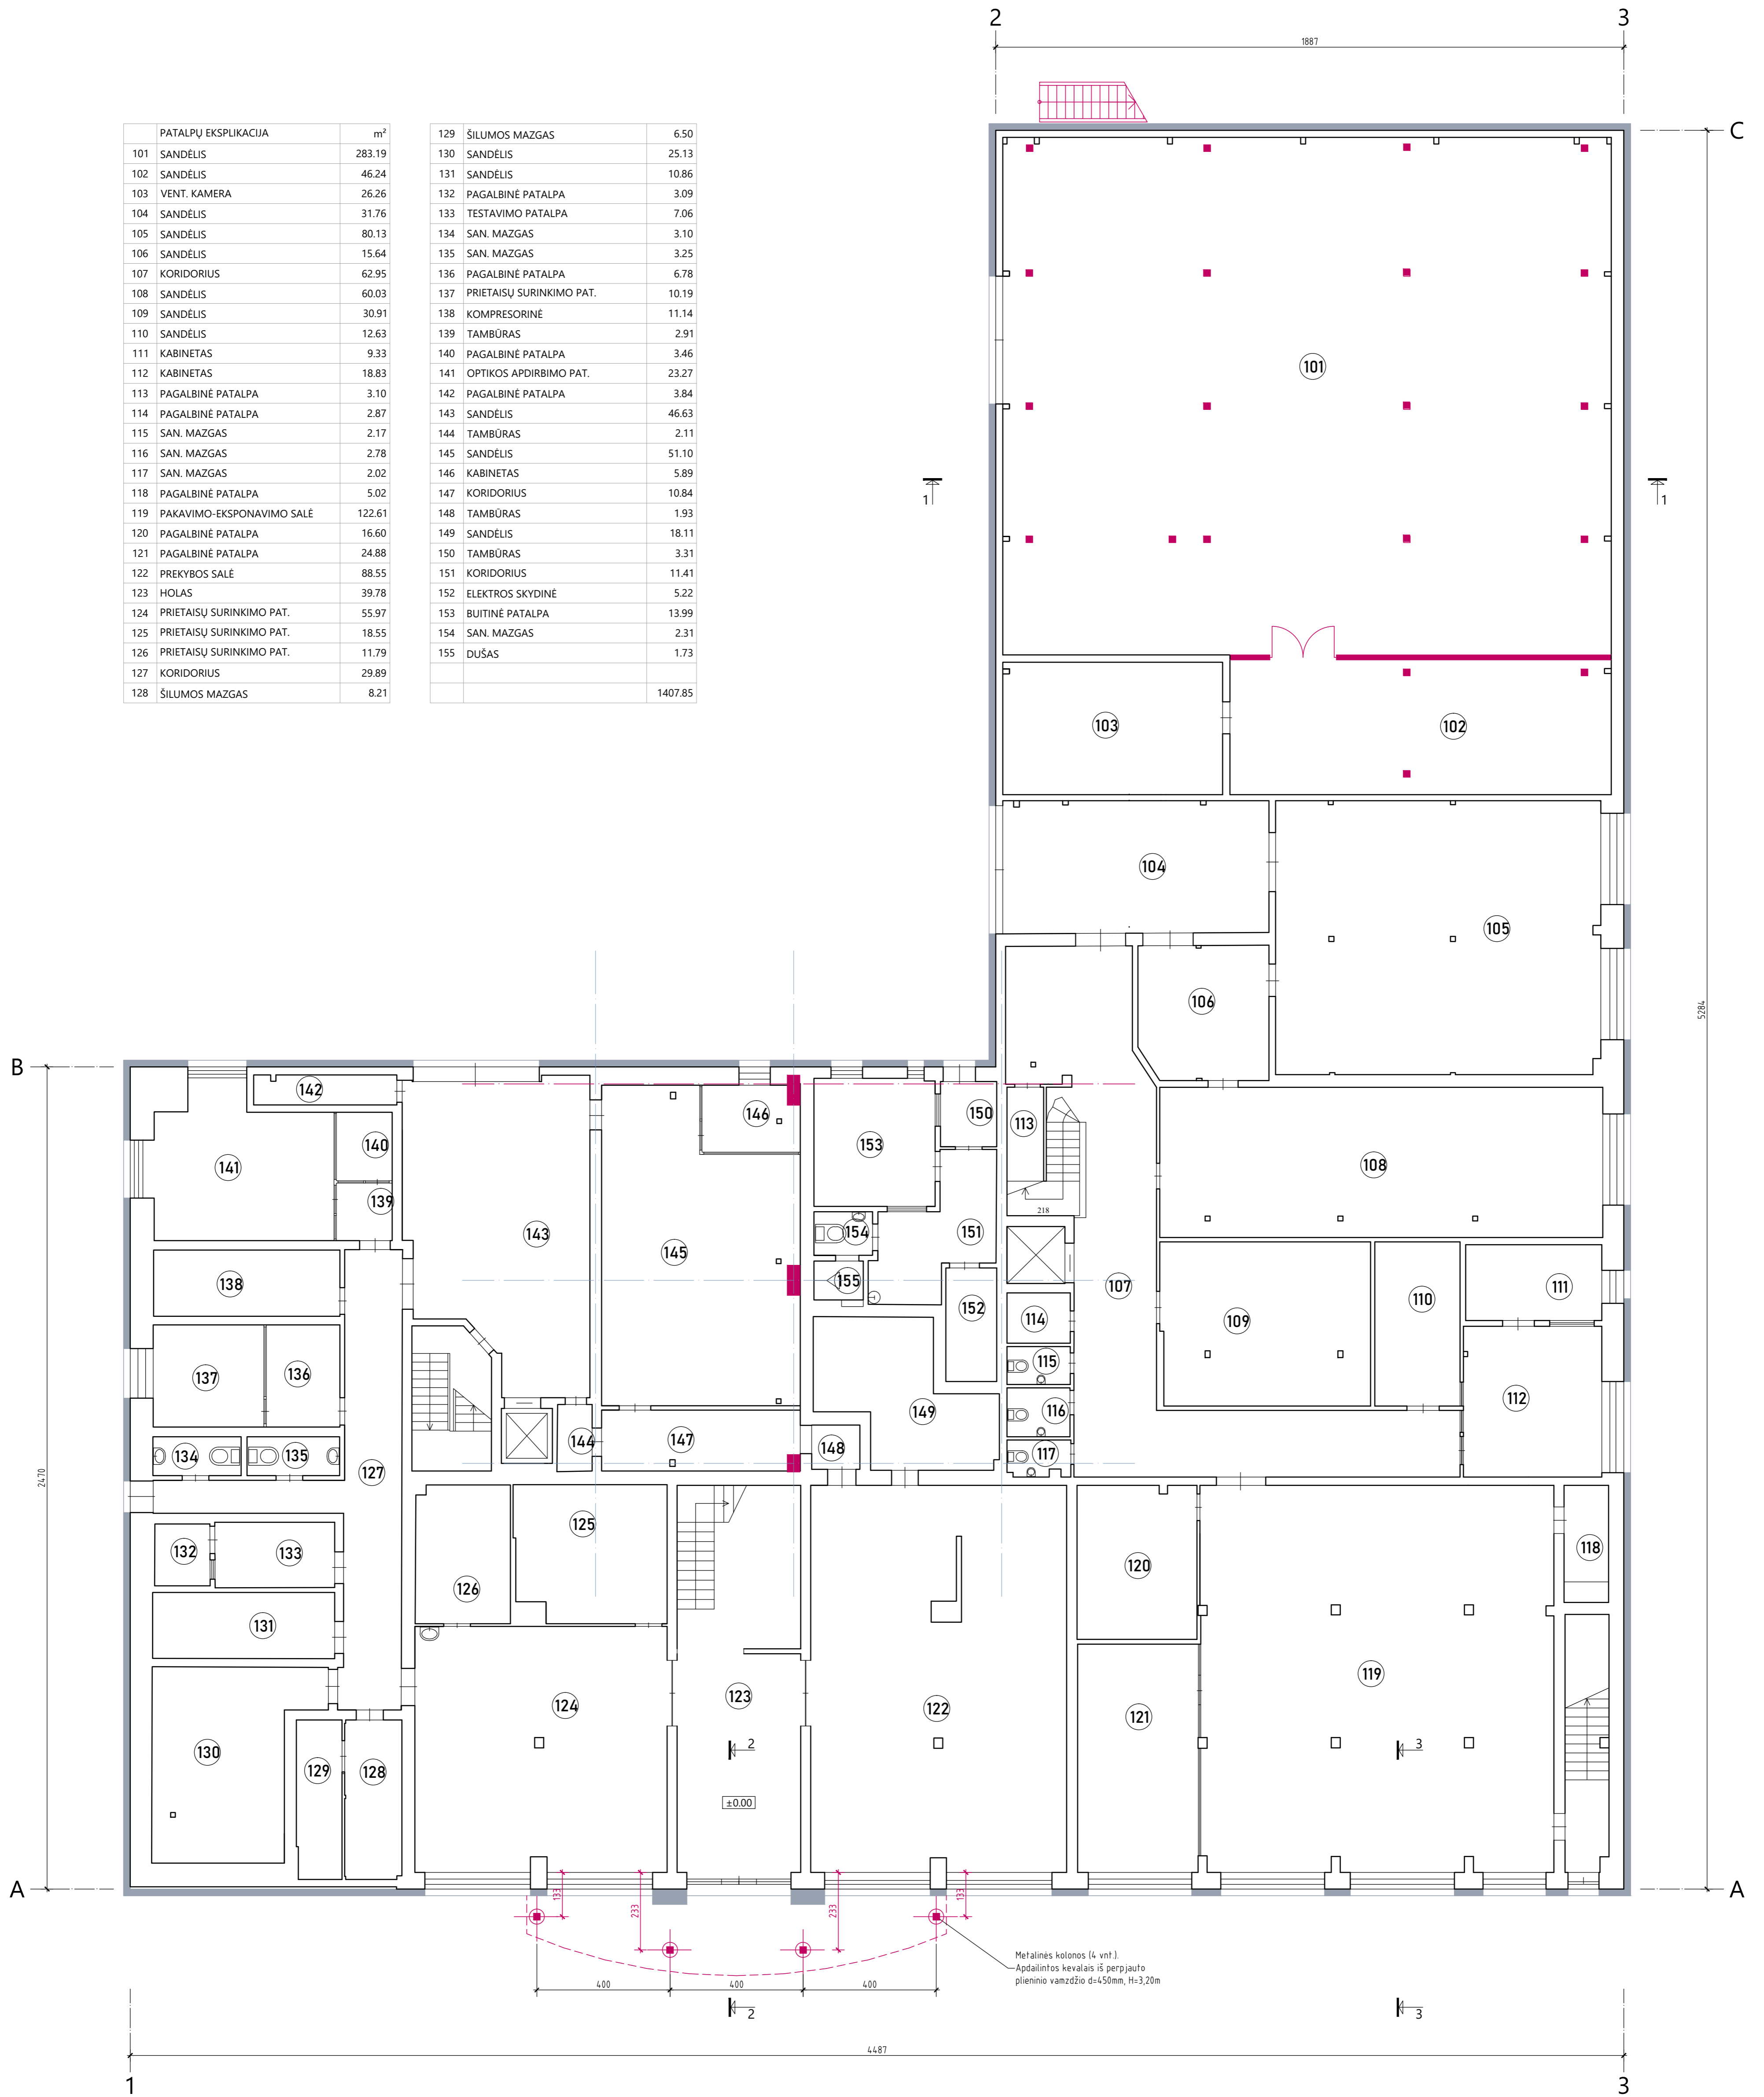 2
3
1887
C
PATALPŲ EKSPLIKACIJA m²
101 SANDĖLIS 283.19
102 SANDĖLIS 46.24
103 VENT. KAMERA 26.26
104 SANDĖLIS 31.76
105 SANDĖLIS 80.13
106 SANDĖLIS 15.64
107 KORIDORIUS 62.95
108 SANDĖLIS 60.03
109 SANDĖLIS 30.91
110 SANDĖLIS 12.63
111 KABINETAS 9.33
112 KABINETAS 18.83
113 PAGALBINĖ PATALPA 3.10
114 PAGALBINĖ PATALPA 2.87
115 SAN. MAZGAS 2.17
116 SAN. MAZGAS 2.78
117 SAN. MAZGAS 2.02
118 PAGALBINĖ PATALPA 5.02
119 PAKAVIMO-EKSPONAVIMO SALĖ 122.61
120 PAGALBINĖ PATALPA 16.60
121 PAGALBINĖ PATALPA 24.88
122 PREKYBOS SALĖ 88.55
123 HOLAS 39.78
124 PRIETAISŲ SURINKIMO PAT. 55.97
125 PRIETAISŲ SURINKIMO PAT. 18.55
126 PRIETAISŲ SURINKIMO PAT. 11.79
127 KORIDORIUS 29.89
128 ŠILUMOS MAZGAS 8.21
129 ŠILUMOS MAZGAS 6.50
130 SANDĖLIS 25.13
131 SANDĖLIS 10.86
132 PAGALBINĖ PATALPA 3.09
133 TESTAVIMO PATALPA 7.06
134 SAN. MAZGAS 3.10
135 SAN. MAZGAS 3.25
136 PAGALBINĖ PATALPA 6.78
137 PRIETAISŲ SURINKIMO PAT. 10.19
138 KOMPRESORINĖ 11.14
139 TAMBŪRAS 2.91
140 PAGALBINĖ PATALPA 3.46
141 OPTIKOS APDIRBIMO PAT. 23.27
142 PAGALBINĖ PATALPA 3.84
143 SANDĖLIS 46.63
144 TAMBŪRAS 2.11
145 SANDĖLIS 51.10
146 KABINETAS 5.89
147 KORIDORIUS 10.84
148 TAMBŪRAS 1.93
149 SANDĖLIS 18.11
150 TAMBŪRAS 3.31
151 KORIDORIUS 11.41
152 ELEKTROS SKYDINĖ 5.22
153 BUITINĖ PATALPA 13.99
154 SAN. MAZGAS 2.31
155 DUŠAS 1.73
1407.85
101
1
1
103
102
104
105
106
5284
B
142
146
150
113
153
140
141
108
139
218
143
154
151
145
138
155
107
111
152
110
114
109
137
136
115
112
149
116
144
147
148
117
134
135
127
2470
125
132
133
118
120
126
131
119
123
124
122
121
2
3
130
129
128
±0.00
A
A
133
233
233
133
Metalinės kolonos (4 vnt.).
Apdailintos kevalais iš perpjauto
plieninio vamzdžio d=450mm, H=3,20m
400
400
400
2
3
4487
1
3